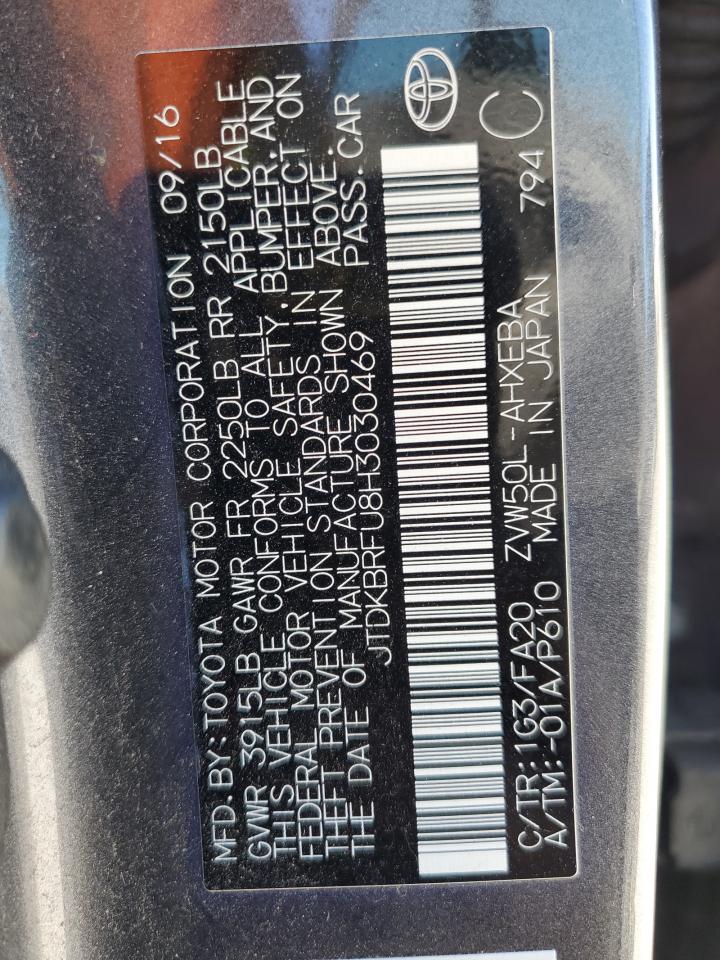 MFD. BY: TOYOTA MOTOR CORPORATION 09/16
GVWR 3915LB GAWR FR 2250LB RR 2150LB
THIS VEHICLE CONFORMS TO ALL APPLICABLE
FEDERAL MOTOR VEHICLE SAFETY, BUMPER, AND
THEFT PREVENTION STANDARDS IN EFFECT ON
THE DATE OF MANUFACTURE SHOWN ABOVE.
JTDKBRFU8H3030469 PASS. CAR
C/TR: 1G3/FA20 ZVW50L-AHXEBA 794 C
A/TM: -01A/P610 MADE IN JAPAN